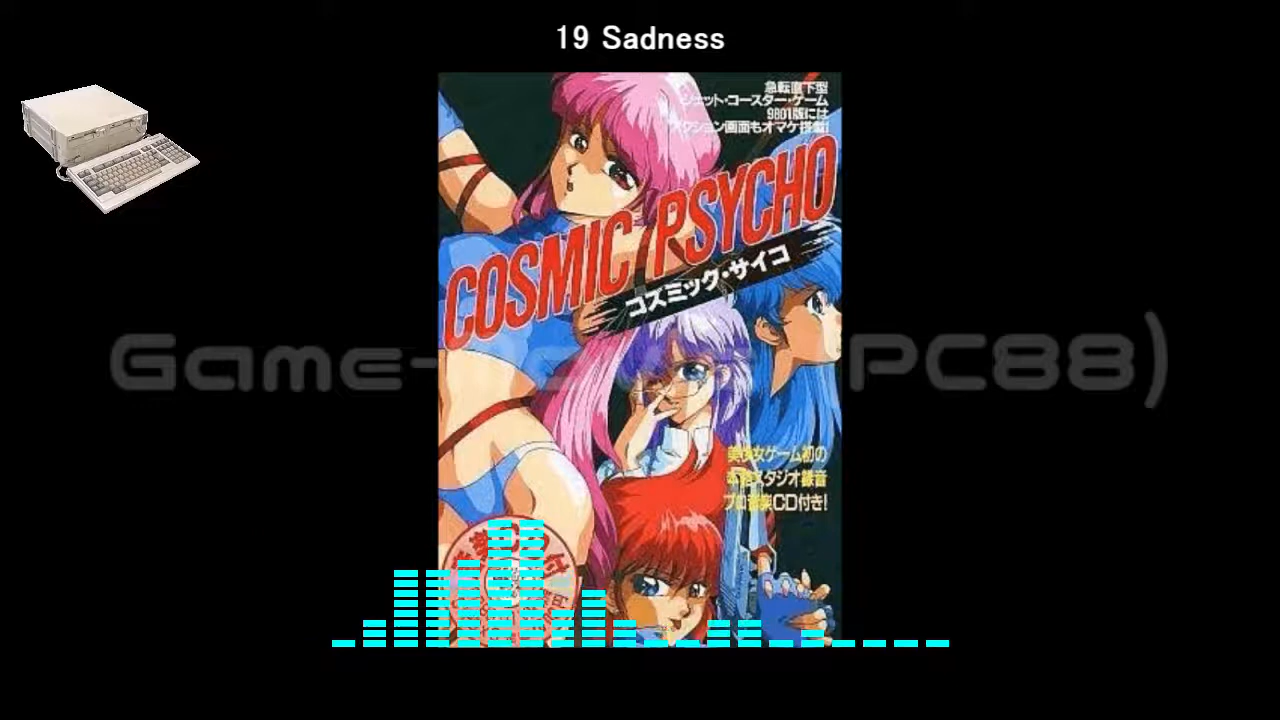 19 Sadness
急転直下型
ジェット・コースター・ゲーム
9801版には
アクション画面もオマケ搭載!
COSMIC PSYCHO
コズミック・サイコ
Game- PC88)
美少女ゲーム初の
本格スタジオ録音
プロ音楽CD付き!